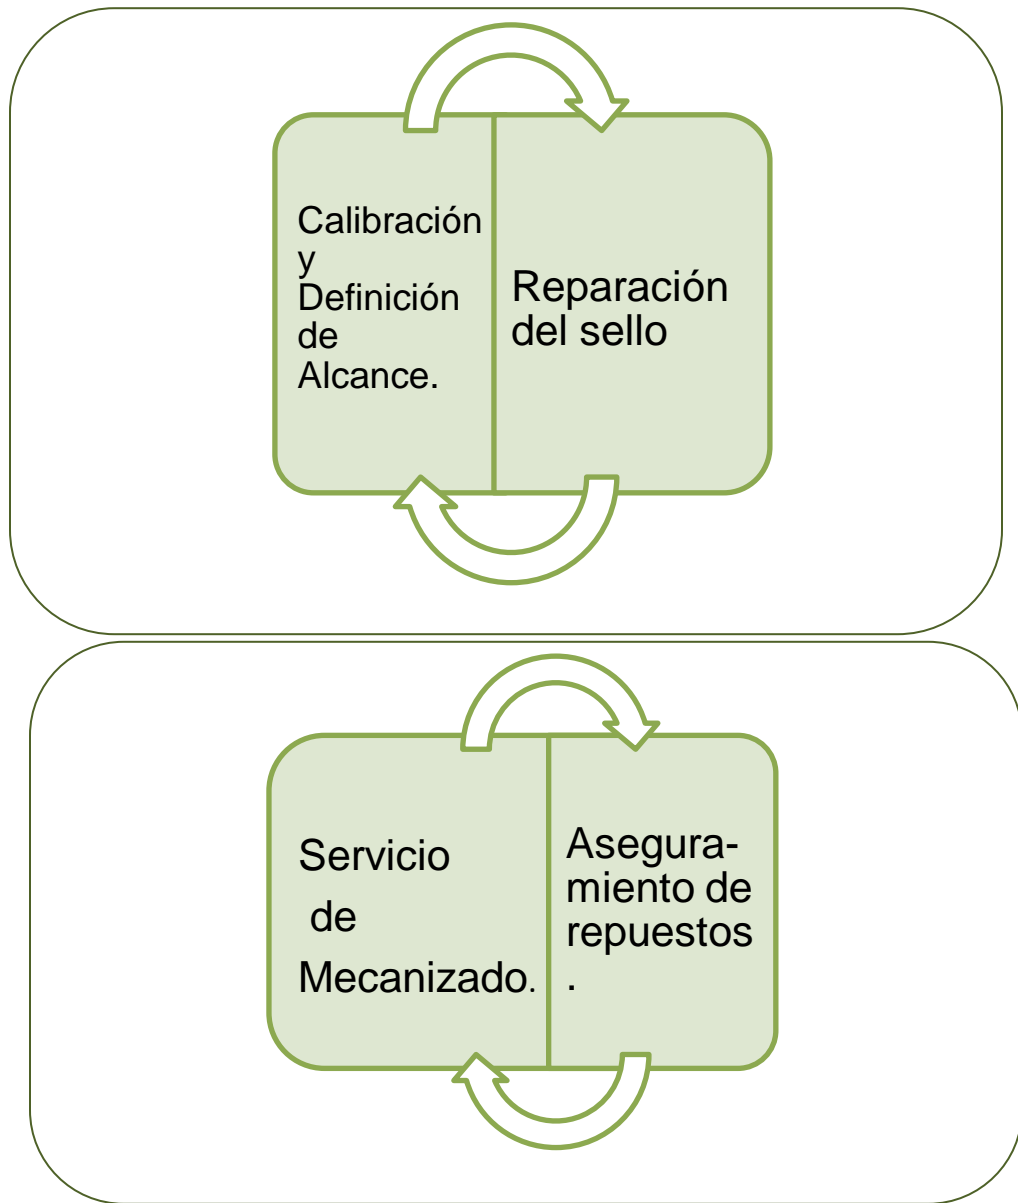 Calibración
y
Definición
de
Alcance.
Reparación
del sello
Servicio
de
Mecanizado.
Asegura-
miento de
repuestos
.